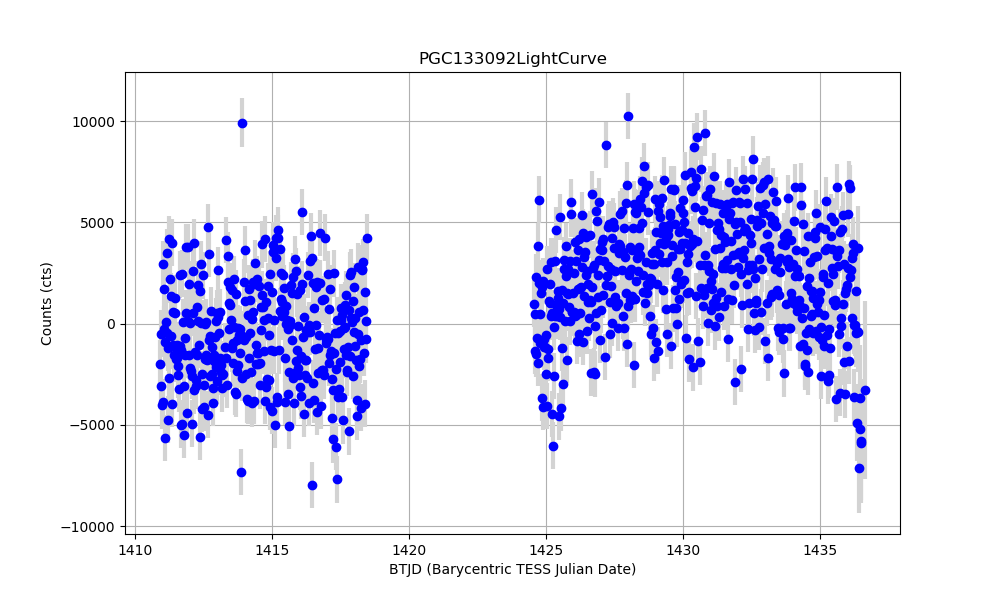 PGC133092LightCurve
10000
5000
0
−5000
−10000
Counts (cts)
1410 1415 1420 1425 1430 1435
BTJD (Barycentric TESS Julian Date)